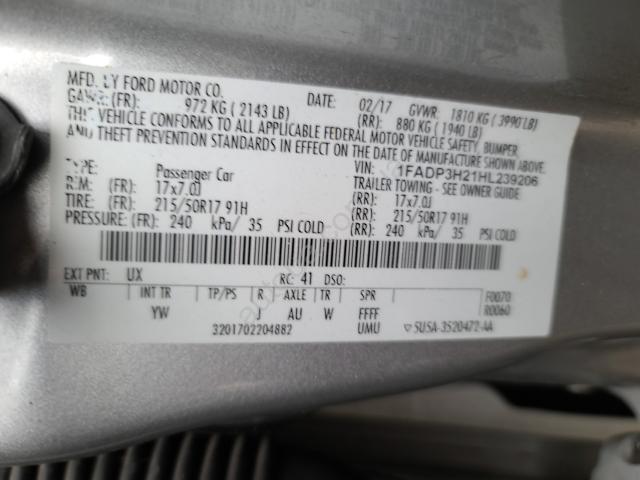 MFD. BY FORD MOTOR CO. DATE: 02/17 GVWR: 1810 KG ( 3990 LB)
GAWR: (FR): 972 KG ( 2143 LB) (RR): 880 KG ( 1940 LB)
THIS VEHICLE CONFORMS TO ALL APPLICABLE FEDERAL MOTOR VEHICLE SAFETY, BUMPER,
AND THEFT PREVENTION STANDARDS IN EFFECT ON THE DATE OF MANUFACTURE SHOWN ABOVE.
VIN: 1FADP3H21HL239206
TYPE: Passenger Car TRAILER TOWING - SEE OWNER GUIDE
RIM: (FR): 17x7.0J (RR): 17x7.0J
TIRE: (FR): 215/50R17 91H (RR): 215/50R17 91H
PRESSURE: (FR): 240 kPa/ 35 PSI COLD (RR): 240 kPa/ 35 PSI COLD
EXT PNT: UX RC: 41 DSO:
WB INT TR TP/PS R AXLE TR SPR F0070
YW J AU W FFFF R0060
3201702204882 UMU 5U5A-3520472-AA